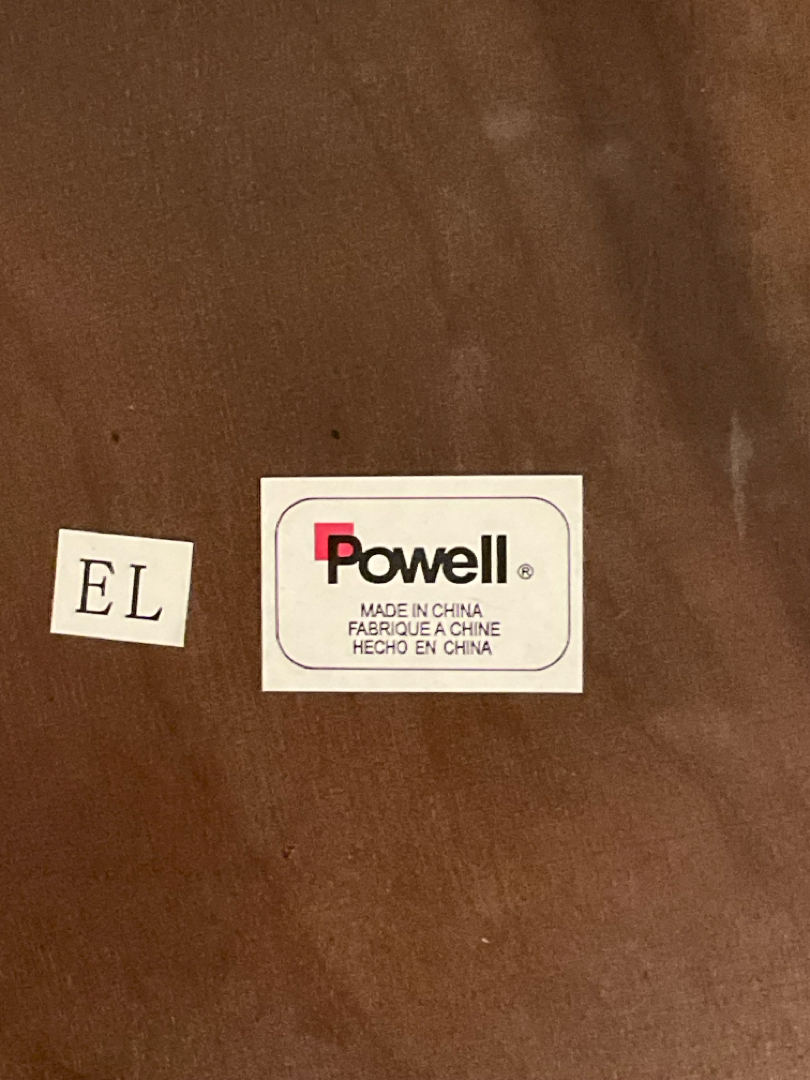 EL
Powell ®
MADE IN CHINA
FABRIQUE A CHINE
HECHO EN CHINA